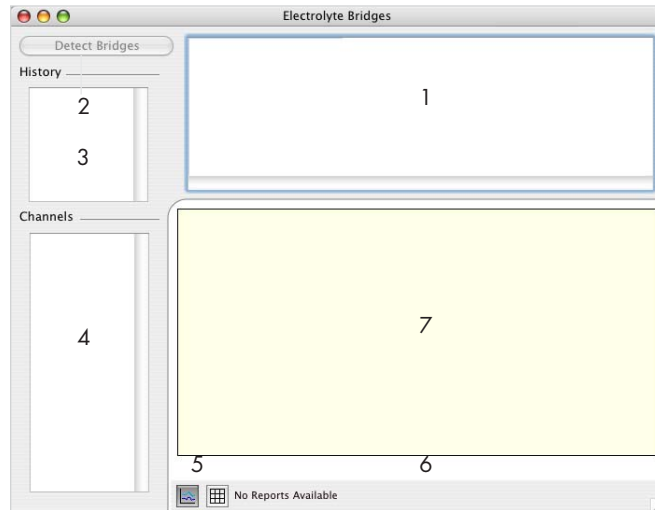 Electrolyte Bridges
Detect Bridges
History
2
3
1
Channels
4
7
5
6
No Reports Available